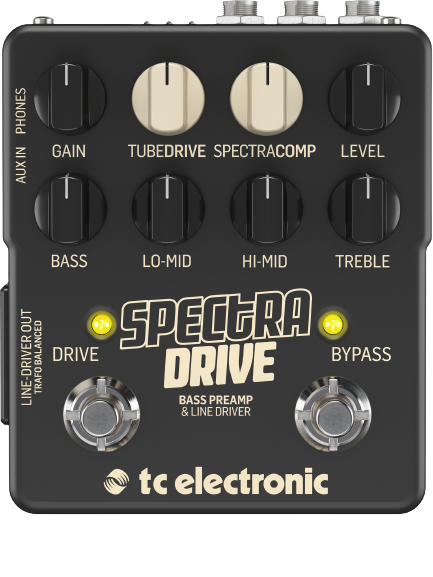 AUX IN PHONES
GAIN TUBEDRIVE SPECTRACOMP LEVEL
BASS LO-MID HI-MID TREBLE
LINE-DRIVER OUT
TRAFO BALANCED
SPECTRA
DRIVE
DRIVE BYPASS
BASS PREAMP
& LINE DRIVER
tc electronic